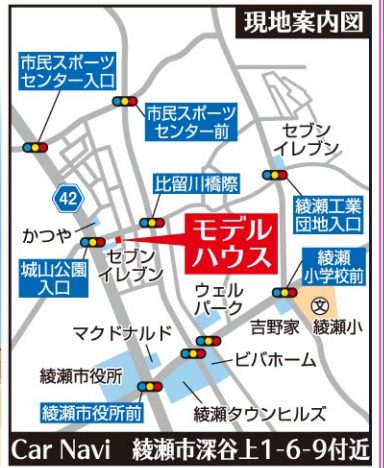 現地案内図
市民スポーツ
センター入口
市民スポーツ
センター前
セブン
イレブン
42
比留川橋際
綾瀬工業
団地入口
かつや
モデル
ハウス
城山公園
入口
セブン
イレブン
綾瀬
小学校前
ウェル
パーク
文
吉野家
綾瀬小
マクドナルド
ビバホーム
綾瀬市役所
綾瀬市役所前
綾瀬タウンヒルズ
Car Navi 綾瀬市深谷上1-6-9付近